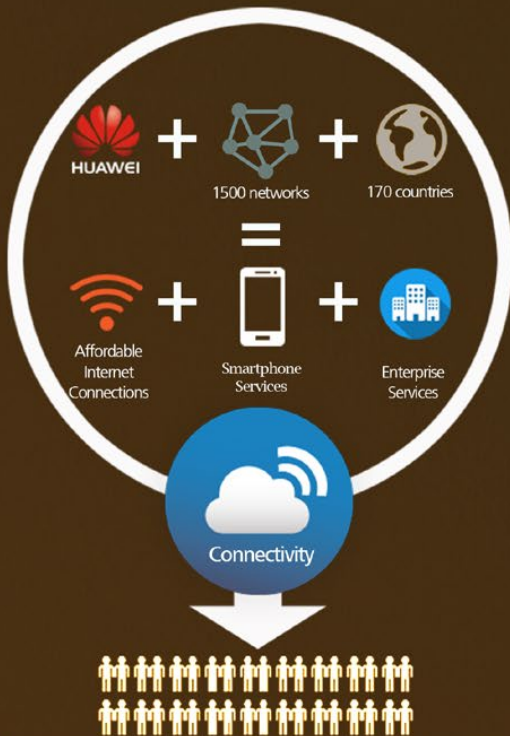 HUAWEI
1500 networks
170 countries
Affordable
Internet
Connections
Smartphone
Services
Enterprise
Services
Connectivity